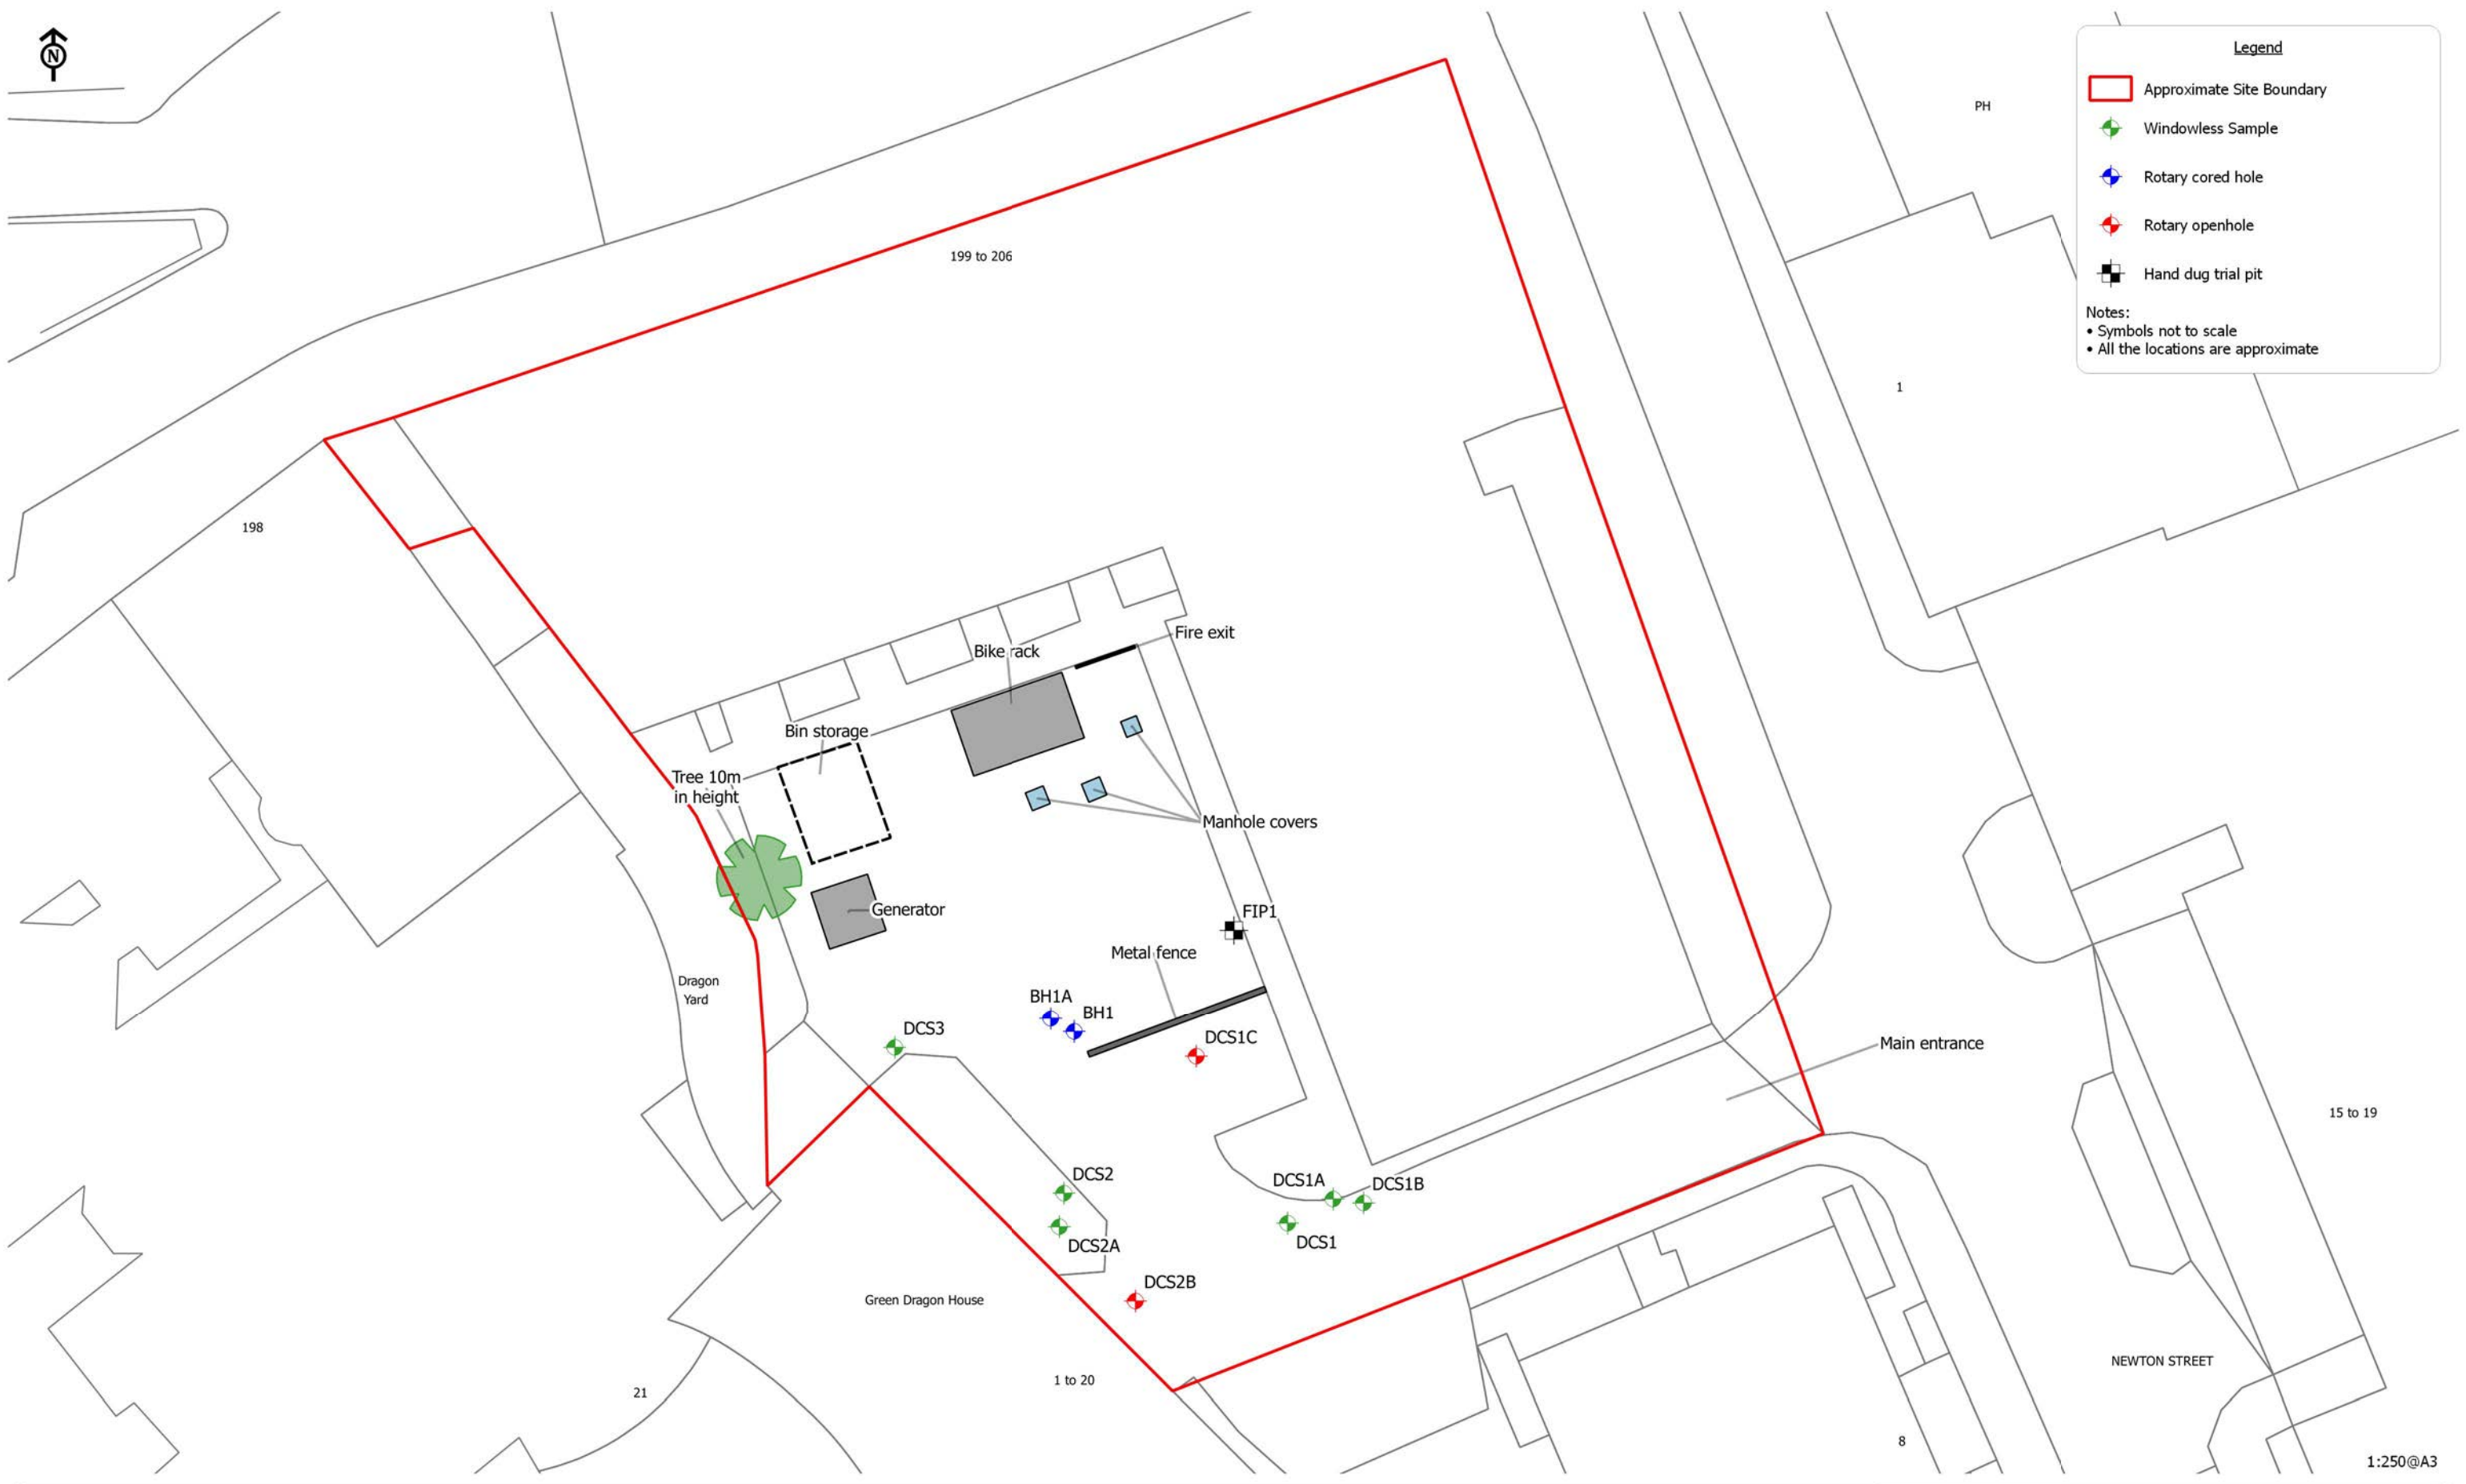 N
Legend
Approximate Site Boundary
Windowless Sample
Rotary cored hole
Rotary openhole
Hand dug trial pit
Notes:
• Symbols not to scale
• All the locations are approximate
PH
199 to 206
1
198
Fire exit
Bike rack
Bin storage
Tree 10m
in height
Manhole covers
Generator
FIP1
Metal fence
Dragon
Yard
BH1A
BH1
DCS3
DCS1C
Main entrance
15 to 19
DCS2
DCS1A
DCS1B
DCS2A
DCS1
DCS2B
Green Dragon House
NEWTON STREET
1 to 20
21
8
1:250@A3